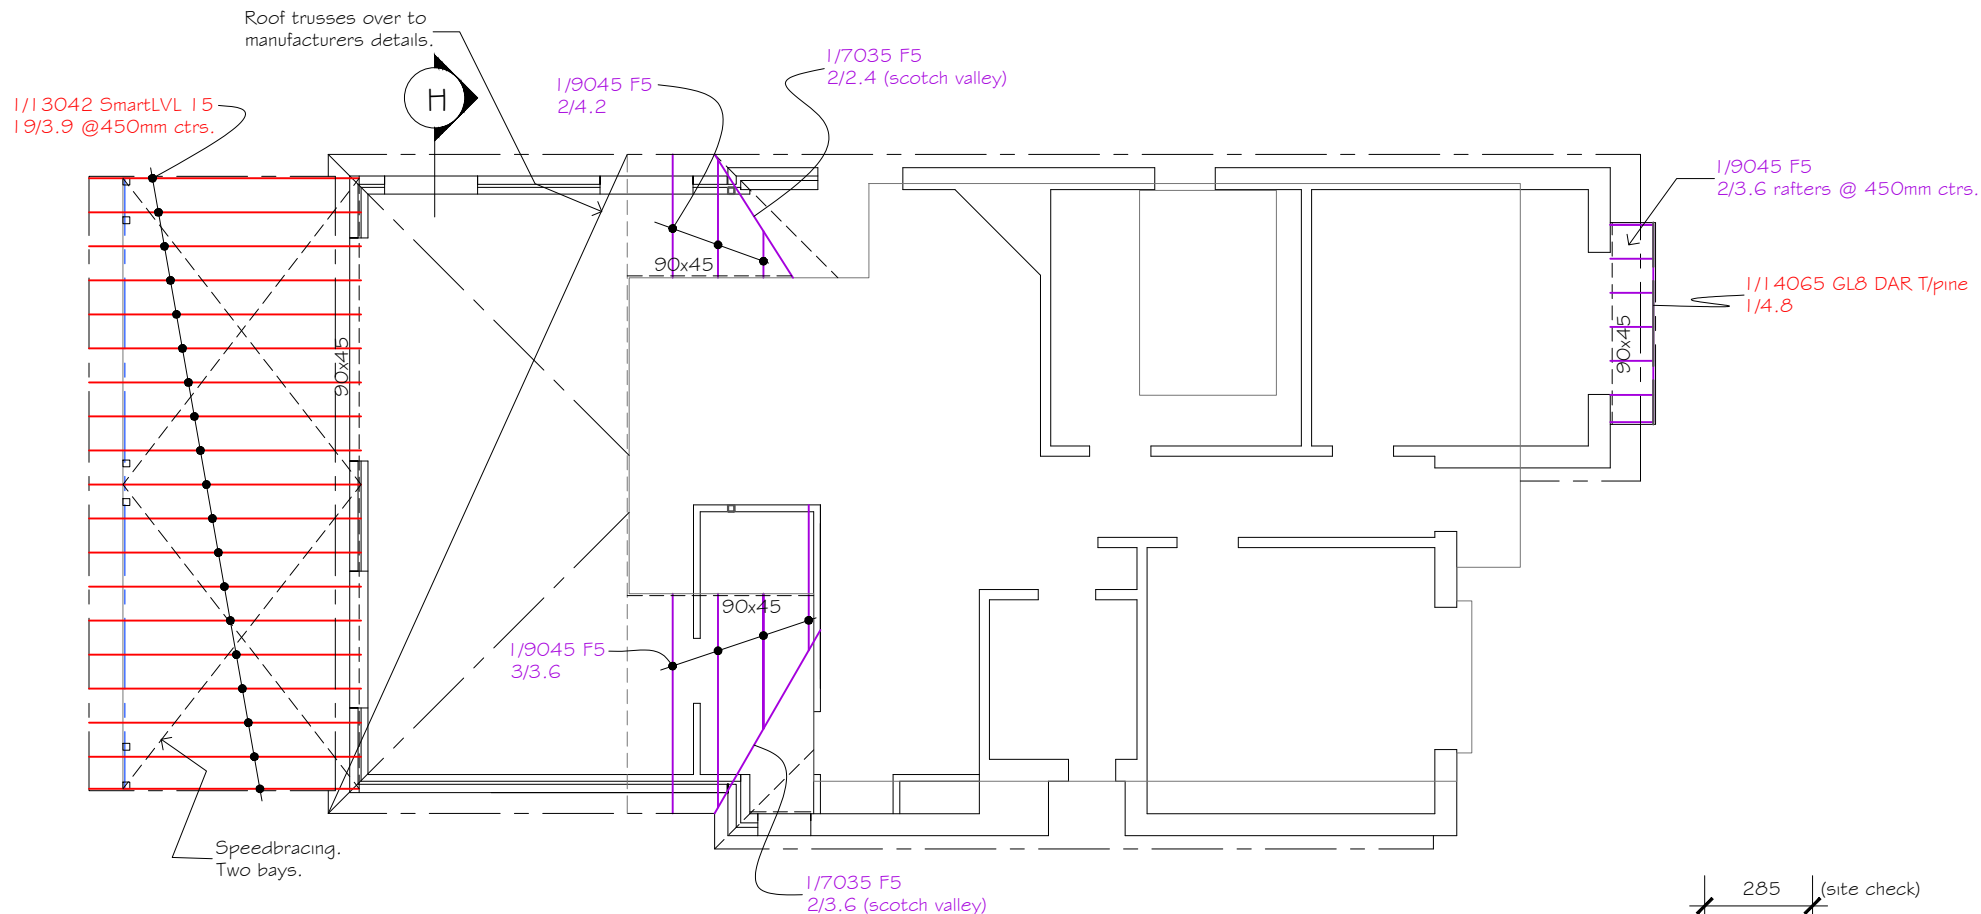 Roof trusses over to
manufacturers details.
H
1/7035 F5
2/2.4 (scotch valley)
1/9045 F5
2/4.2
1/13042 SmartLVL 15
19/3.9 @450mm ctrs.
1/9045 F5
2/3.6 rafters @ 450mm ctrs.
90x45
1/14065 GL8 DAR T/pine
1/4.8
90x45
90x45
90x45
1/9045 F5
3/3.6
Speedbracing.
Two bays.
1/7035 F5
2/3.6 (scotch valley)
285 (site check)